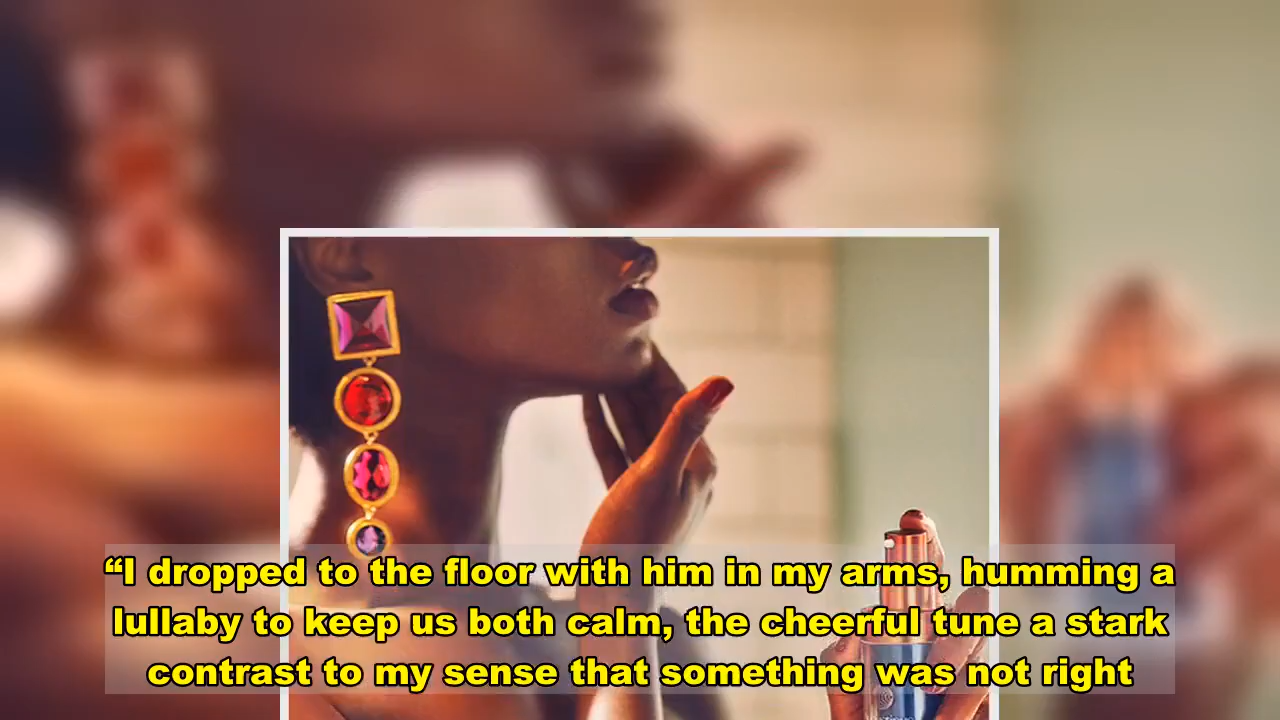 “I dropped to the floor with him in my arms, humming a
lullaby to keep us both calm, the cheerful tune a stark
contrast to my sense that something was not right